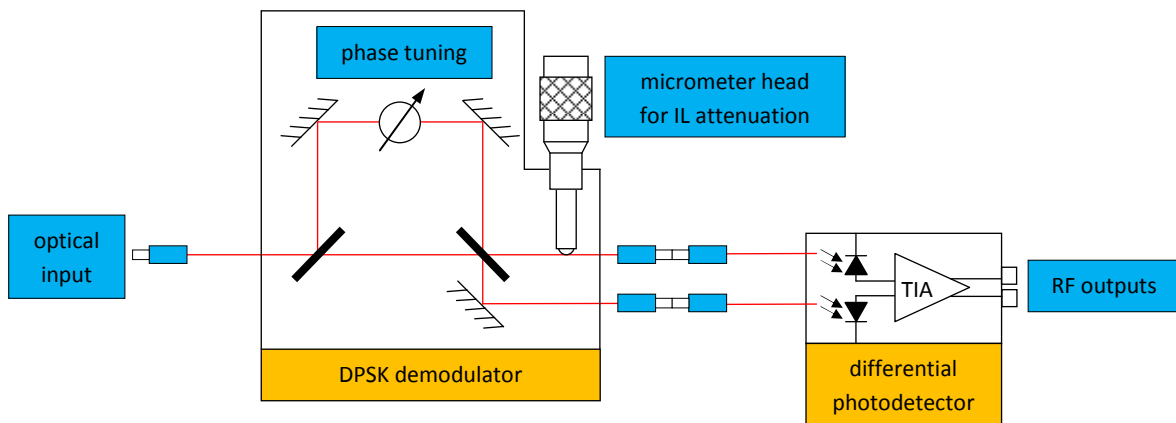 phase tuning
micrometer head
for IL attenuation
optical
input
TIA
RF outputs
DPSK demodulator
differential
photodetector